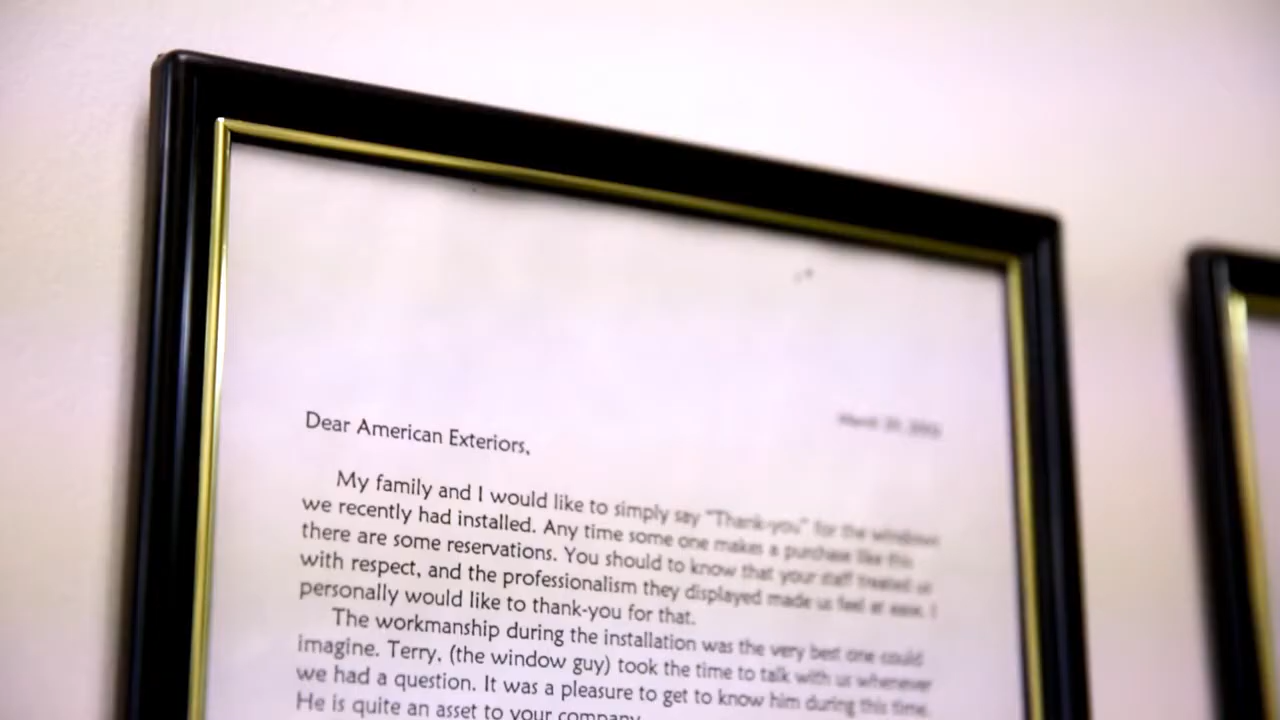 Dear American Exteriors,
My family and I would like to simply say "Thank-you" for the windows
we recently had installed. Any time some one makes a purchase like this
there are some reservations. You should to know that your staff treated us
with respect, and the professionalism they displayed made us feel at ease. I
personally would like to thank-you for that.
The workmanship during the installation was the very best one could
imagine. Terry, (the window guy) took the time to talk with us whenever
we had a question. It was a pleasure to get to know him during this time.
He is quite an asset to your company.